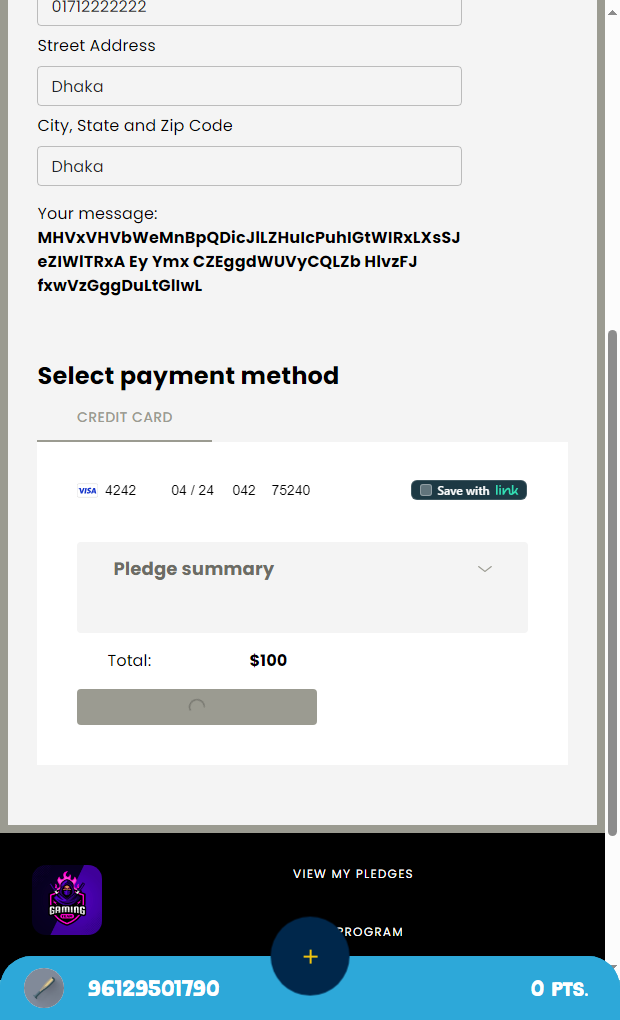 01712222222
Street Address
Dhaka
City, State and Zip Code
Dhaka
Your message:
MHVxVHVbWeMnBpQDicJlLZHuIcPuhIGtWIRxLXsSJ
eZIWlTRxA Ey Ymx CZEggdWUVyCQLZb HlvzFJ
fxwVzGggDuLtGlIwL
Select payment method
CREDIT CARD
VISA 4242 04 / 24 042 75240 Save with link
Pledge summary
Total: $100
VIEW MY PLEDGES
GAMING
PROGRAM
+
96129501790 0 PTS.